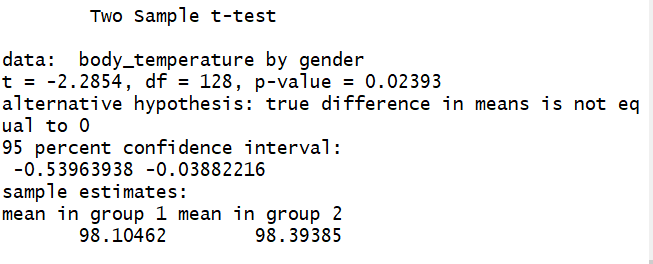 Two Sample t-test
data:  body_temperature by gender
t = -2.2854, df = 128, p-value = 0.02393
alternative hypothesis: true difference in means is not eq
ual to 0
95 percent confidence interval:
 -0.53963938 -0.03882216
sample estimates:
mean in group 1 mean in group 2
       98.10462        98.39385